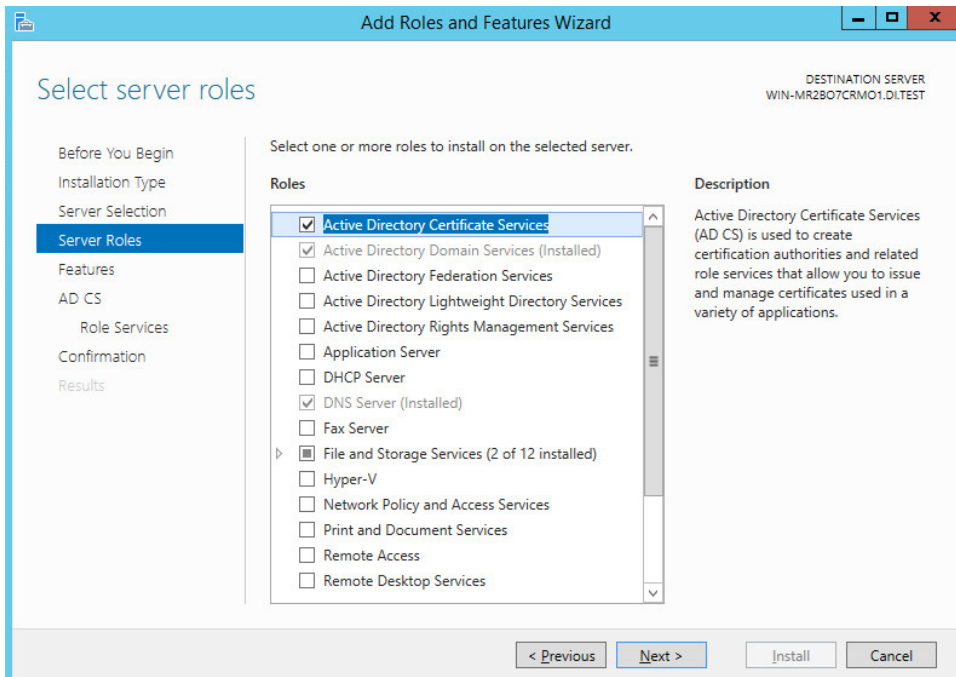 Add Roles and Features Wizard
Select server roles
DESTINATION SERVER
WIN-MR2BO7CRMO1.DI.TEST
Before You Begin
Installation Type
Server Selection
Server Roles
Features
AD CS
Role Services
Confirmation
Results
Select one or more roles to install on the selected server.
Roles
Active Directory Certificate Services
Active Directory Domain Services (Installed)
Active Directory Federation Services
Active Directory Lightweight Directory Services
Active Directory Rights Management Services
Application Server
DHCP Server
DNS Server (Installed)
Fax Server
File and Storage Services (2 of 12 installed)
Hyper-V
Network Policy and Access Services
Print and Document Services
Remote Access
Remote Desktop Services
Description
Active Directory Certificate Services
(AD CS) is used to create
certification authorities and related
role services that allow you to issue
and manage certificates used in a
variety of applications.
< Previous
Next >
Install
Cancel